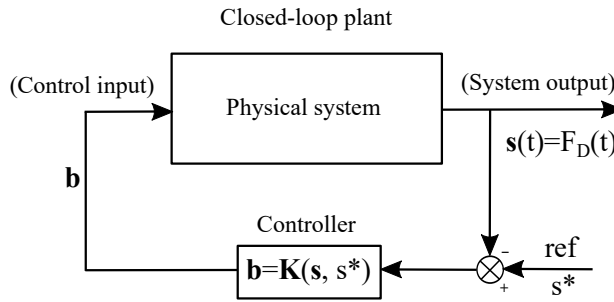 Closed-loop plant
(Control input)
(System output)
Physical system
s(t)=F_D(t)
b
Controller
b=K(s, s*)
−
+
ref
s*